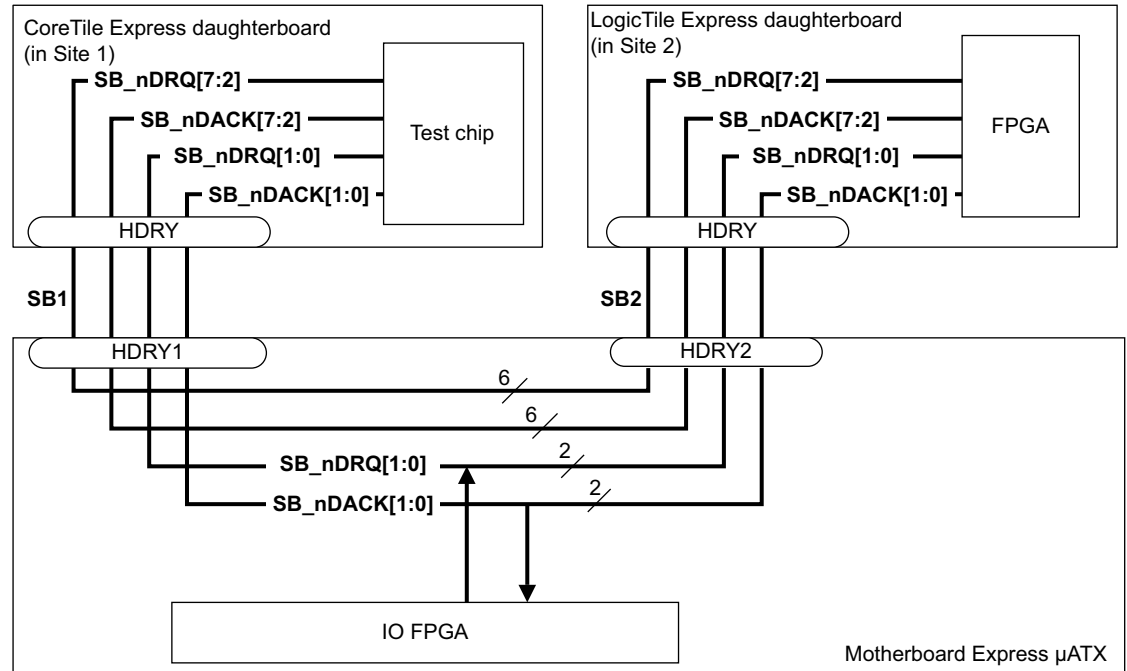 CoreTile Express daughterboard
(in Site 1)
SB_nDRQ[7:2]
SB_nDACK[7:2]
SB_nDRQ[1:0]
SB_nDACK[1:0]
Test chip
HDRY
LogicTile Express daughterboard
(in Site 2)
SB_nDRQ[7:2]
SB_nDACK[7:2]
SB_nDRQ[1:0]
SB_nDACK[1:0]
FPGA
HDRY
SB1
SB2
HDRY1
HDRY2
6
6
SB_nDRQ[1:0]
2
SB_nDACK[1:0]
2
IO FPGA
Motherboard Express µATX